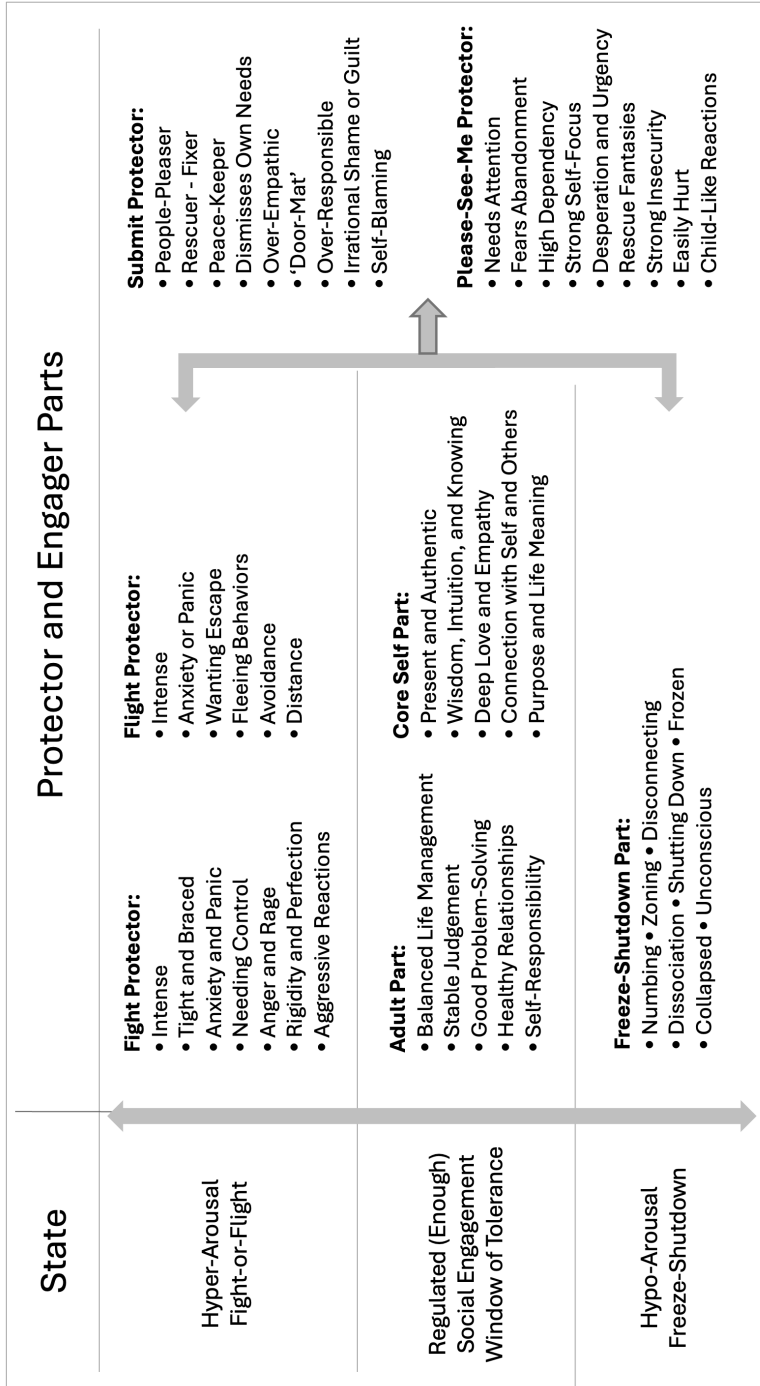 State
Protector and Engager Parts
Hyper-Arousal
Fight-or-Flight
Fight Protector:
• Intense
• Tight and Braced
• Anxiety and Panic
• Needing Control
• Anger and Rage
• Rigidity and Perfection
• Aggressive Reactions
Flight Protector:
• Intense
• Anxiety or Panic
• Wanting Escape
• Fleeing Behaviors
• Avoidance
• Distance
Submit Protector:
• People-Pleaser
• Rescuer - Fixer
• Peace-Keeper
• Dismisses Own Needs
• Over-Empathic
• ‘Door-Mat’
• Over-Responsible
• Irrational Shame or Guilt
• Self-Blaming
Regulated (Enough)
Social Engagement
Window of Tolerance
Adult Part:
• Balanced Life Management
• Stable Judgement
• Good Problem-Solving
• Healthy Relationships
• Self-Responsibility
Core Self Part:
• Present and Authentic
• Wisdom, Intuition, and Knowing
• Deep Love and Empathy
• Connection with Self and Others
• Purpose and Life Meaning
Please-See-Me Protector:
• Needs Attention
• Fears Abandonment
• High Dependency
• Strong Self-Focus
• Desperation and Urgency
• Rescue Fantasies
• Strong Insecurity
• Easily Hurt
• Child-Like Reactions
Hypo-Arousal
Freeze-Shutdown
Freeze-Shutdown Part:
• Numbing • Zoning • Disconnecting
• Dissociation • Shutting Down • Frozen
• Collapsed • Unconscious